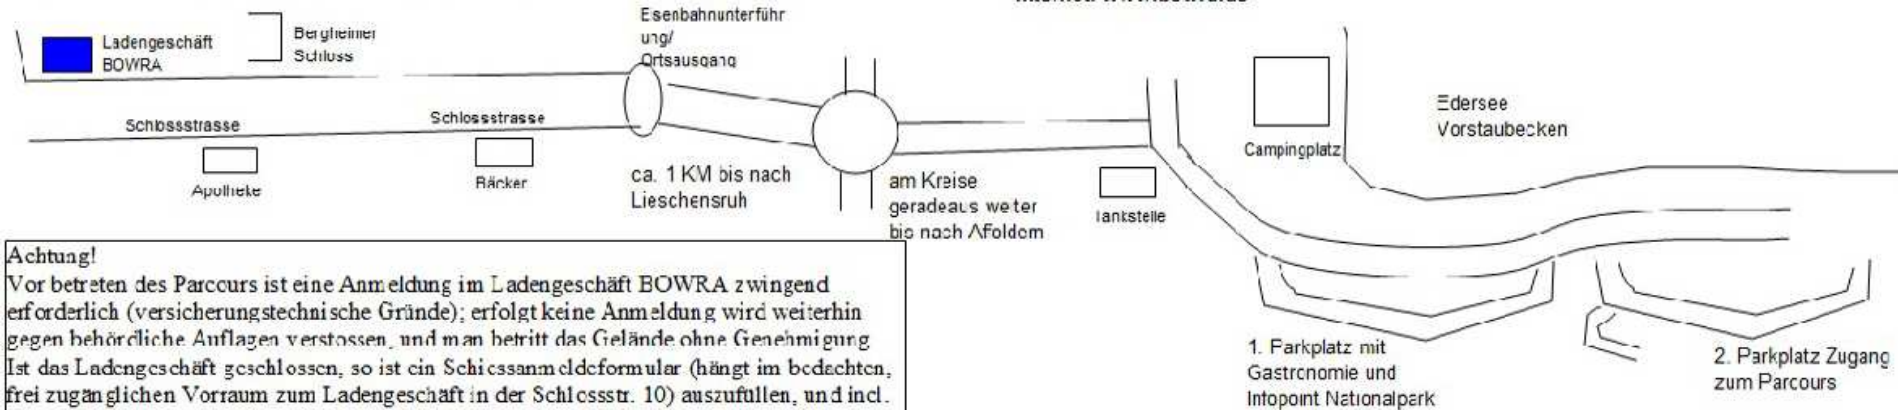 Ladengeschäft
BOWRA
Bergheimer
Schloss
Eisenbahnunterführ
ung/
Ortsausgang
Schlossstrasse
Schlossstrasse
Apotheke
Bäcker
ca. 1 KM bis nach
Lieschensruh
am Kreise
geradeaus weiter
bis nach Affoldern
Tankstelle
Campingplatz
Edersee
Vorstaubecken
1. Parkplatz mit
Gastronomie und
Infopoint Nationalpark
2. Parkplatz Zugang
zum Parcours
Achtung!
Vor betreten des Parcours ist eine Anmeldung im Ladengeschäft BOWRA zwingend
erforderlich (versicherungstechnische Gründe); erfolgt keine Anmeldung wird weiterhin
gegen behördliche Auflagen verstossen, und man betritt das Gelände ohne Genehmigung
Ist das Ladengeschäft geschlossen, so ist ein Schiessanmeldeformular (hängt im bedachten,
frei zugänglichen Vorraum zum Ladengeschäft in der Schlossstr. 10) auszufüllen, und incl.